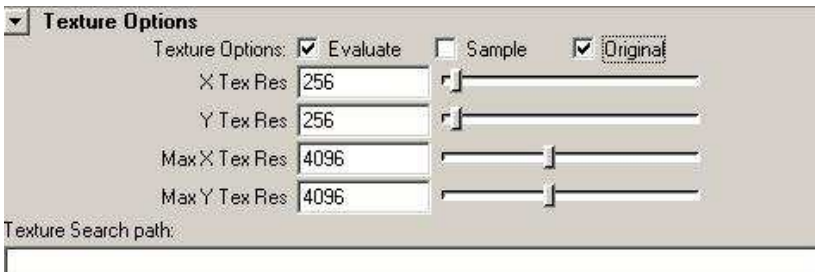 Texture Options
Texture Options: Evaluate Sample Original
X Tex Res 256
Y Tex Res 256
Max X Tex Res 4096
Max Y Tex Res 4096
Texture Search path: